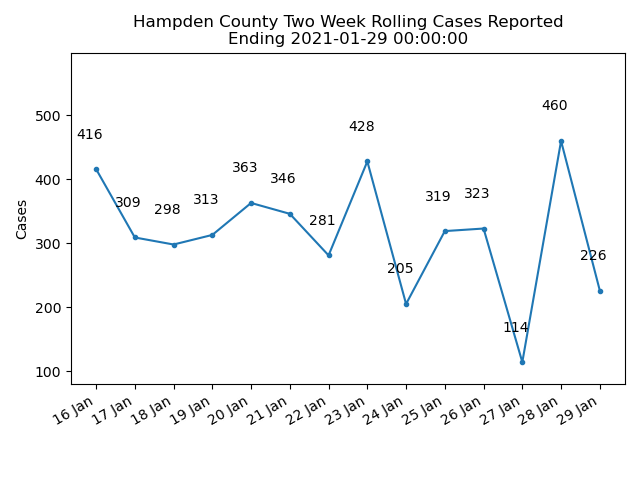 Hampden County Two Week Rolling Cases Reported
Ending 2021-01-29 00:00:00
Cases
500
400
300
200
100
416
309
298
313
363
346
281
428
205
319
323
114
460
226
16 Jan
17 Jan
18 Jan
19 Jan
20 Jan
21 Jan
22 Jan
23 Jan
24 Jan
25 Jan
26 Jan
27 Jan
28 Jan
29 Jan